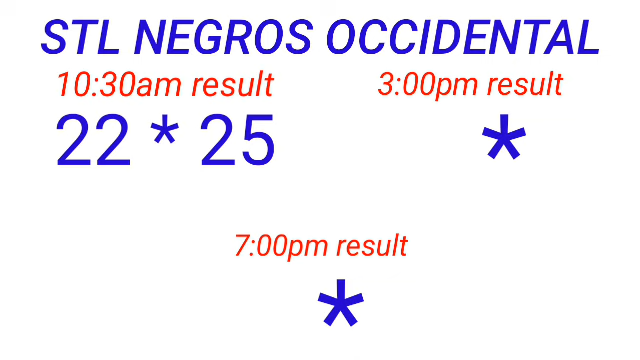 STL NEGROS OCCIDENTAL
10:30am result 3:00pm result
22 * 25 *
7:00pm result
*